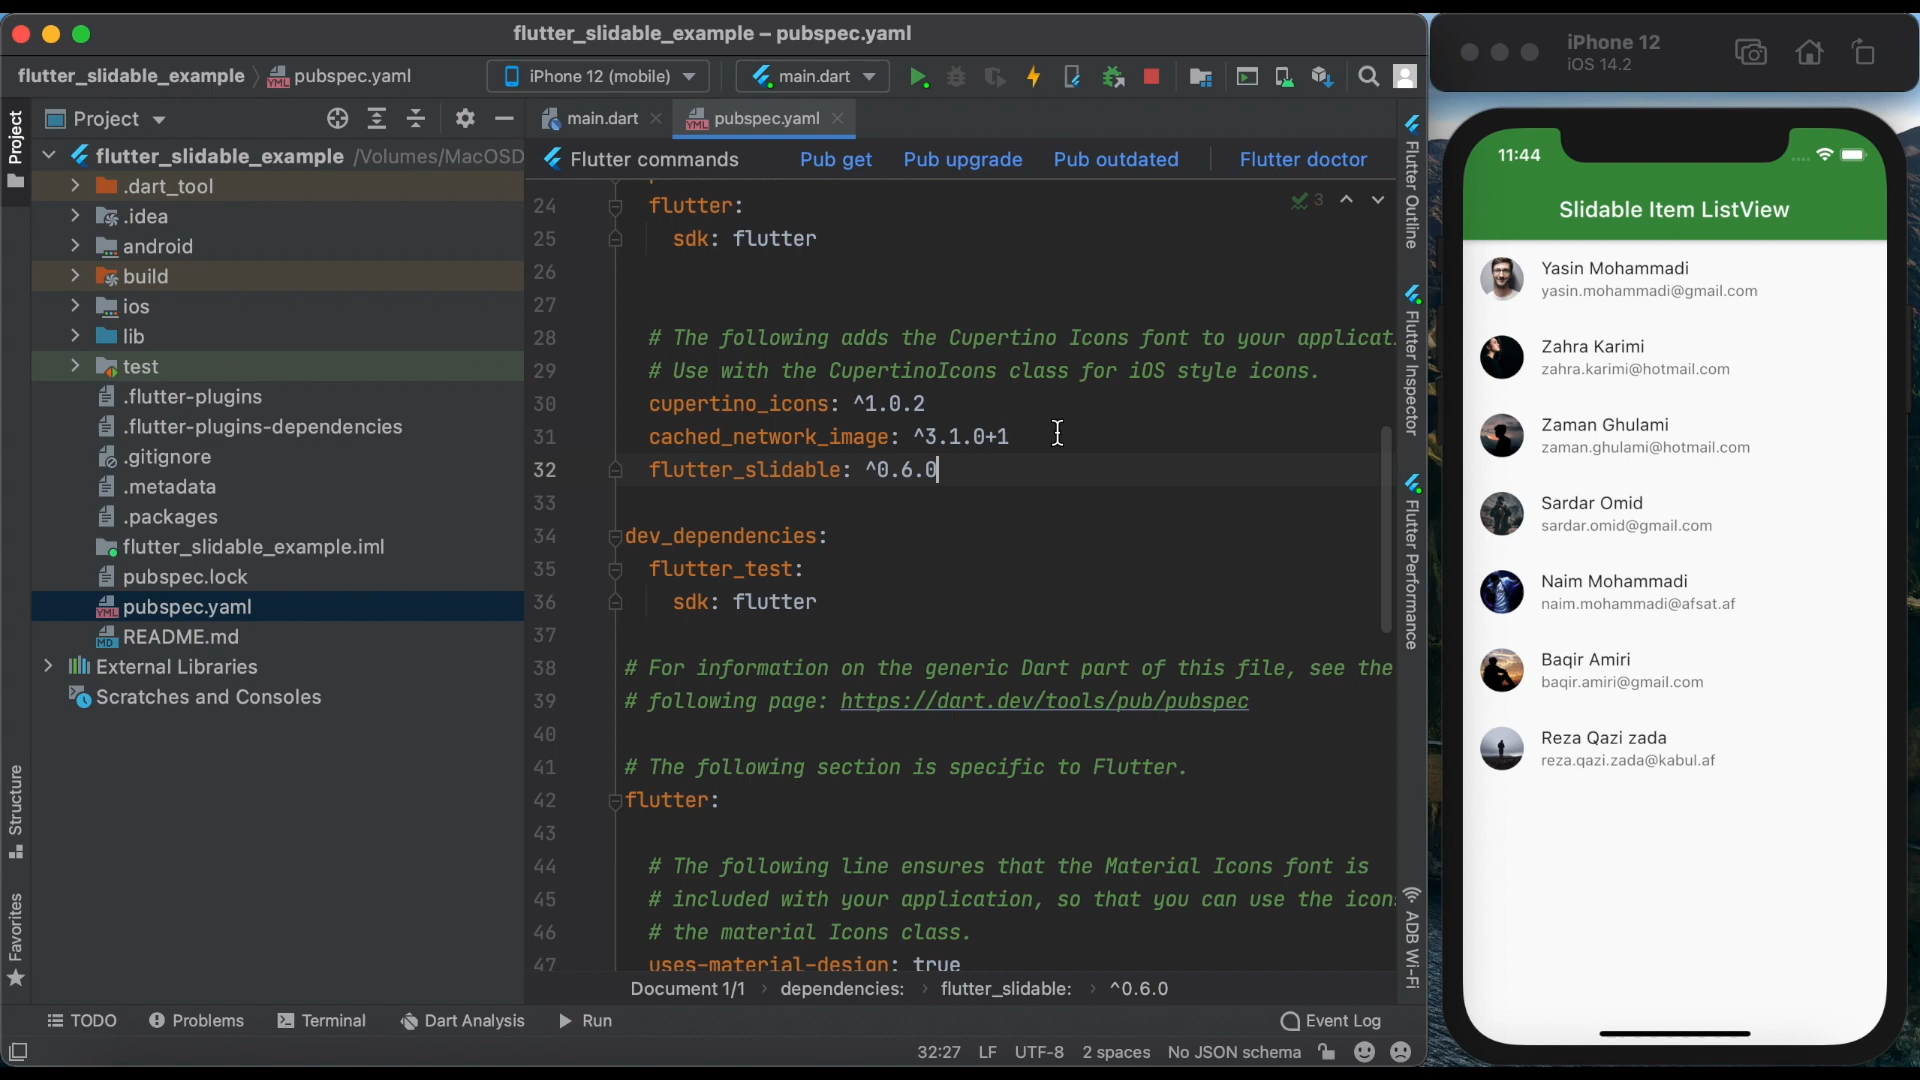 flutter_slidable_example – pubspec.yaml
flutter_slidable_example
pubspec.yaml
iPhone 12 (mobile)
main.dart
Project
Project
main.dart
pubspec.yaml
flutter_slidable_example /Volumes/MacOSD
.dart_tool
.idea
android
build
ios
lib
test
.flutter-plugins
.flutter-plugins-dependencies
.gitignore
.metadata
.packages
flutter_slidable_example.iml
pubspec.lock
YML pubspec.yaml
MD README.md
External Libraries
Scratches and Consoles
Structure
Favorites
Flutter commands
Pub get
Pub upgrade
Pub outdated
Flutter doctor
3
24 flutter:
25 sdk: flutter
26
27
28 # The following adds the Cupertino Icons font to your applicat
29 # Use with the CupertinoIcons class for iOS style icons.
30 cupertino_icons: ^1.0.2
31 cached_network_image: ^3.1.0+1
32 flutter_slidable: ^0.6.0
33
34 dev_dependencies:
35 flutter_test:
36 sdk: flutter
37
38 # For information on the generic Dart part of this file, see the
39 # following page: https://dart.dev/tools/pub/pubspec
40
41 # The following section is specific to Flutter.
42 flutter:
43
44 # The following line ensures that the Material Icons font is
45 # included with your application, so that you can use the icon
46 # the material Icons class.
47 uses-material-design: true
Document 1/1 › dependencies: › flutter_slidable: › ^0.6.0
Flutter Outline
Flutter Inspector
Flutter Performance
ADB Wi-Fi
TODO
Problems
Terminal
Dart Analysis
Run
Event Log
32:27 LF UTF-8 2 spaces No JSON schema
iPhone 12
iOS 14.2
11:44
Slidable Item ListView
Yasin Mohammadi
yasin.mohammadi@gmail.com
Zahra Karimi
zahra.karimi@hotmail.com
Zaman Ghulami
zaman.ghulami@gmail.com
Sardar Omid
sardar.omid@gmail.com
Naim Mohammadi
naim.mohammadi@afsat.af
Baqir Amiri
baqir.amiri@gmail.com
Reza Qazi zada
reza.qazi.zada@kabul.af